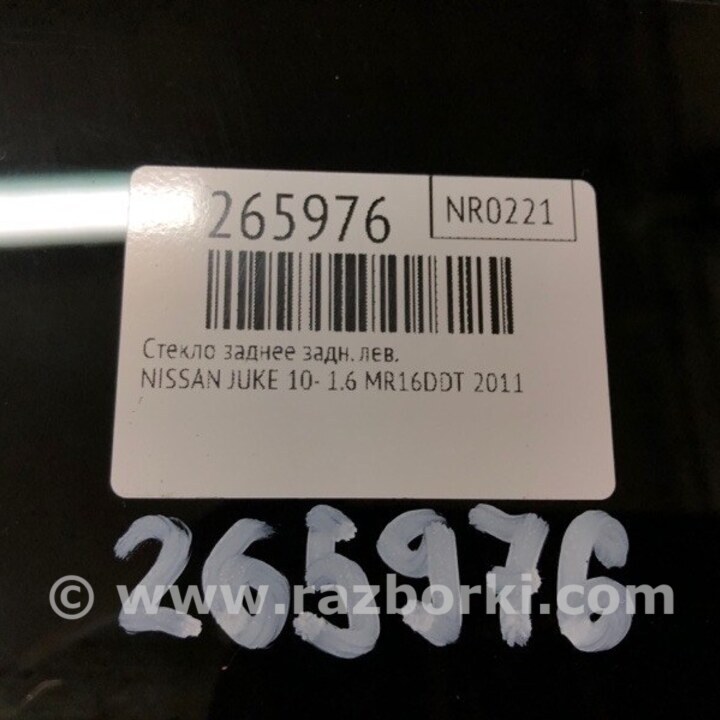 265976
NR0221
Стекло заднее задн. лев.
NISSAN JUKE 10- 1.6 MR16DDT 2011
265976
© www.razborki.com